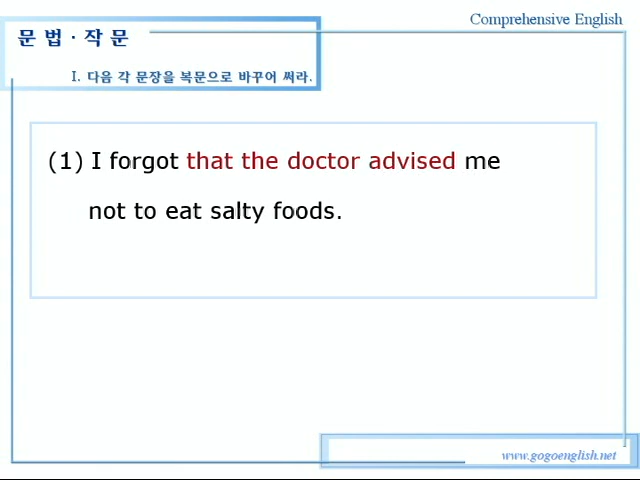 Comprehensive English
문 법 · 작 문
I. 다음 각 문장을 복문으로 바꾸어 써라.
(1) I forgot that the doctor advised me
not to eat salty foods.
www.gogoenglish.net